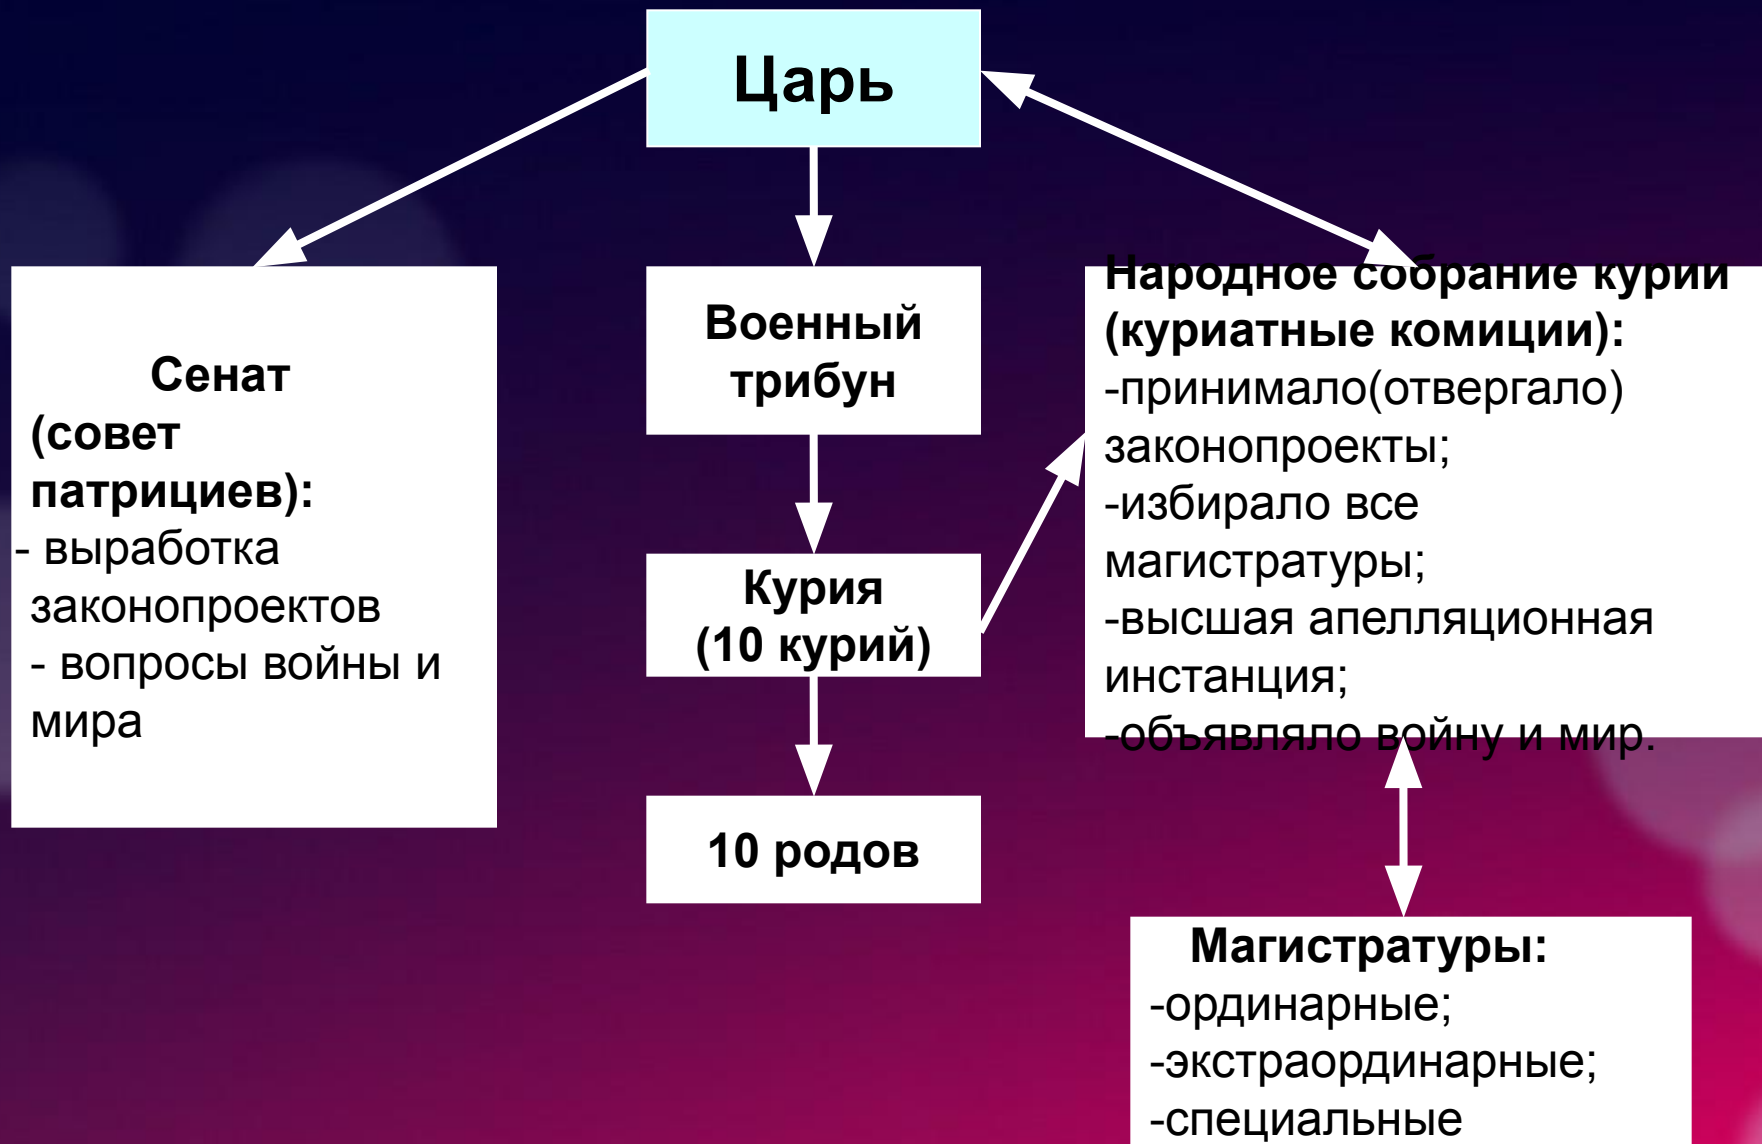 Царь
Сенат
(совет
патрициев):
- выработка
законопроектов
- вопросы войны и
мира
Военный
трибун
Курия
(10 курий)
10 родов
Народное собрание курии
(куриатные комиции):
-принимало(отвергало)
законопроекты;
-избирало все
магистратуры;
-высшая апелляционная
инстанция;
-объявляло войну и мир.
Магистратуры:
-ординарные;
-экстраординарные;
-специальные